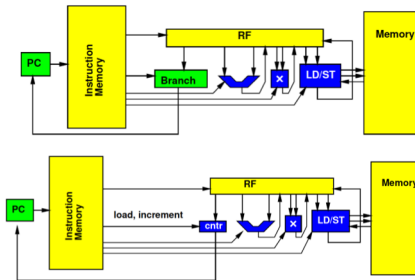 RF
Memory
PC
Instruction
Memory
Branch
×
LD/ST
RF
Memory
PC
Instruction
Memory
load, increment
cntr
×
LD/ST